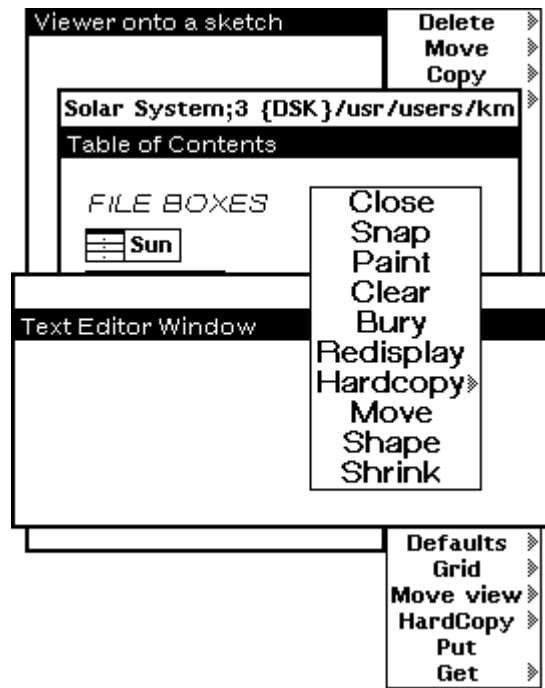 Viewer onto a sketch
Delete
Move
Copy
Solar System;3 {DSK}/usr/users/km
Table of Contents
FILE BOXES
Sun
Close
Snap
Paint
Clear
Bury
Redisplay
Hardcopy
Move
Shape
Shrink
Text Editor Window
Defaults
Grid
Move view
HardCopy
Put
Get